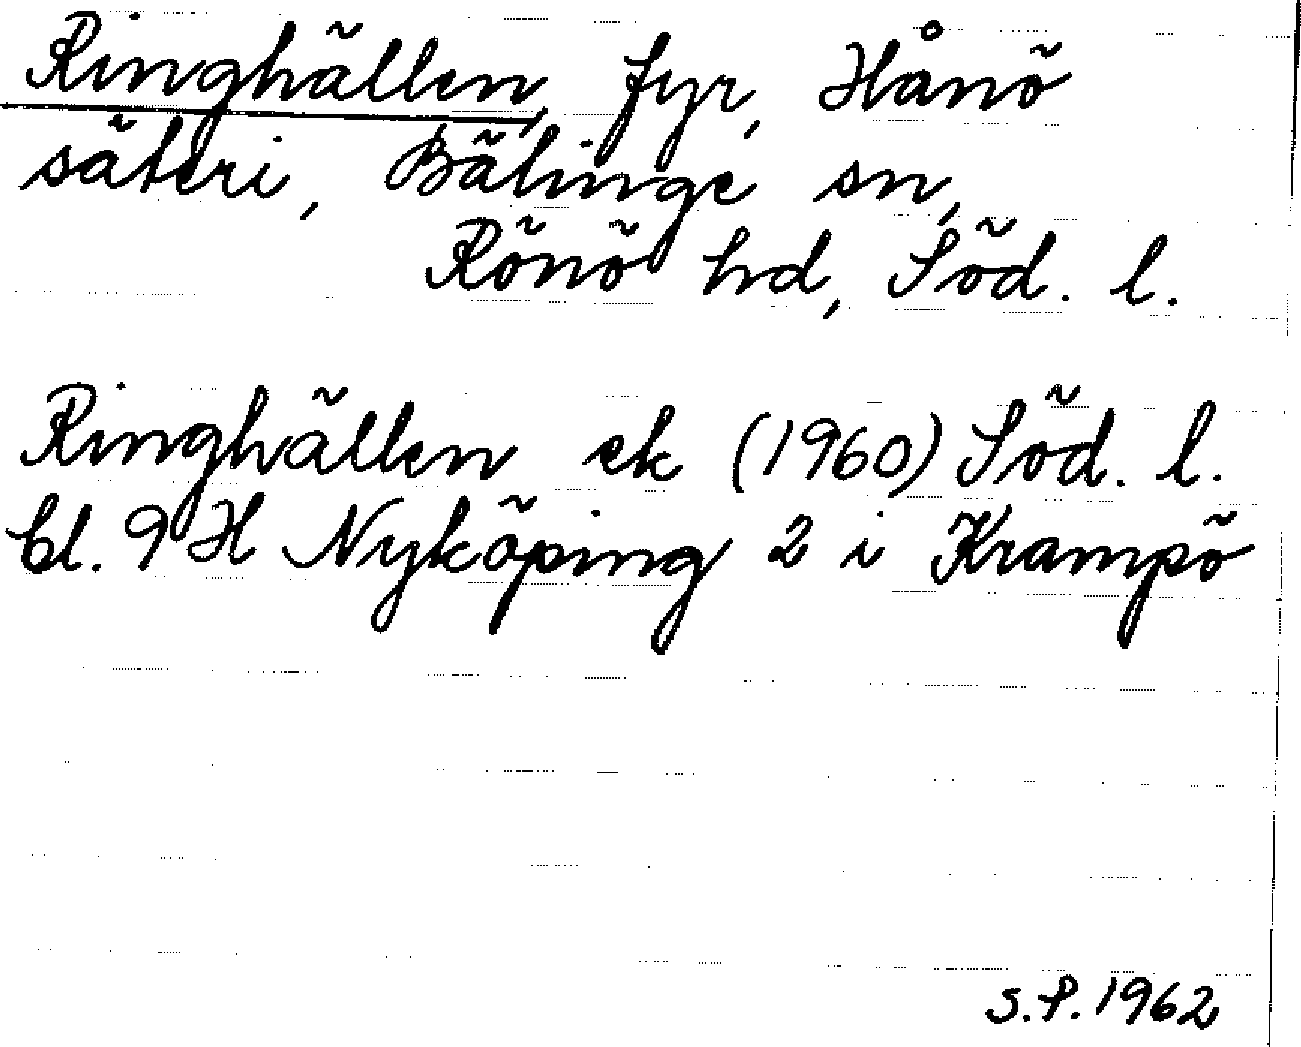 Ringhällen, fyr, Hånö
säteri, Bälinge sn,
Rönö hd, Söd. l.
Ringhällen ek (1960) Söd. l.
bl. 9 H Nyköping 2 i Krampö
S.P. 1962